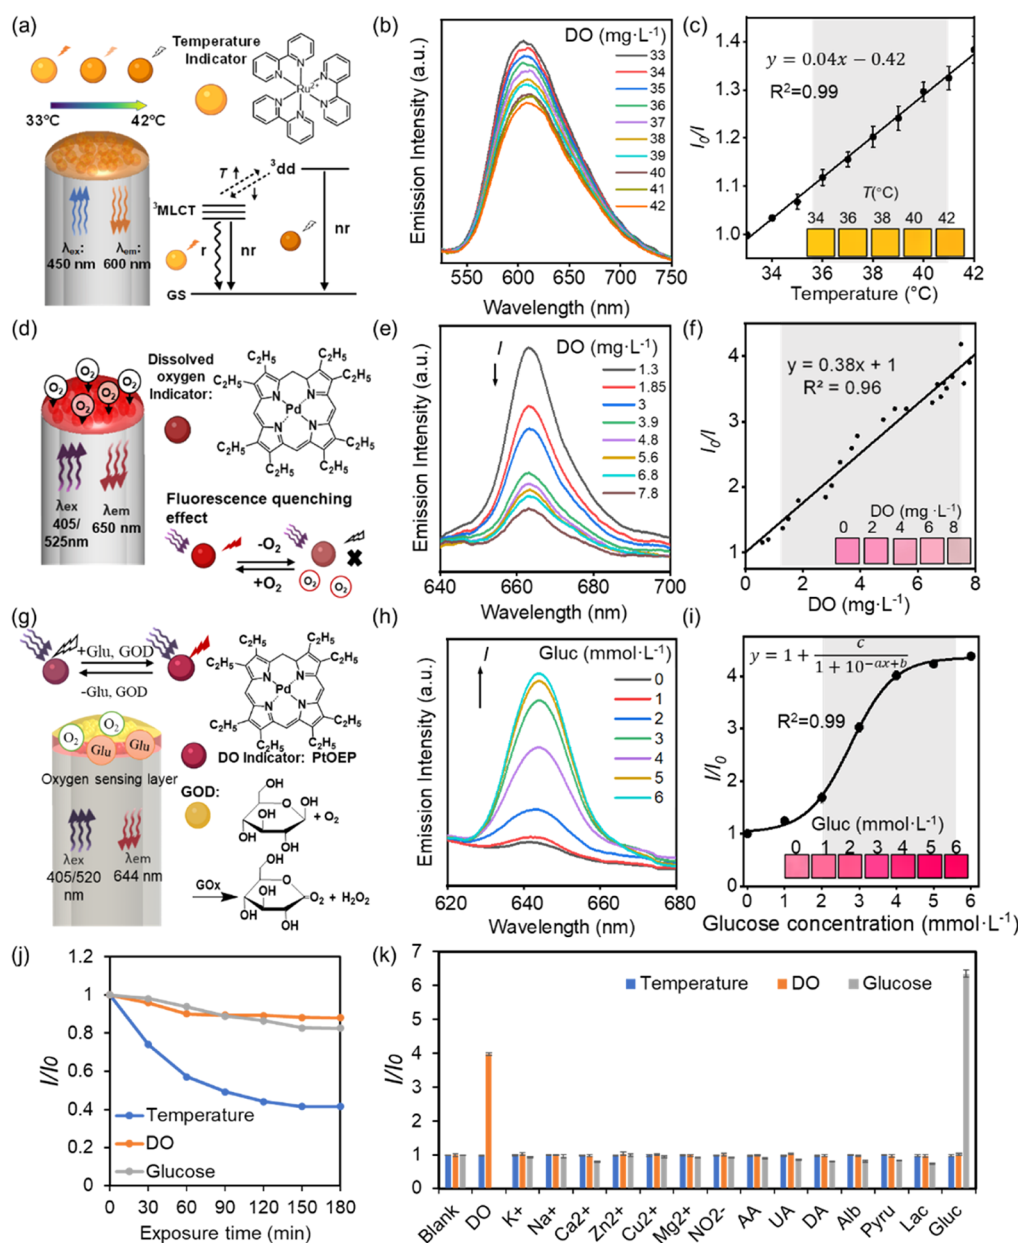 (a)
Temperature
Indicator
Ru²⁺
N
N
N
N
N
N
33°C
42°C
T
³dd
³MLCT
λex:
450 nm
λem:
600 nm
r
nr
nr
GS
(b)
DO (mg·L⁻¹)
33
34
35
36
37
38
39
40
41
42
Emission Intensity (a.u.)
550 600 650 700 750
Wavelength (nm)
(c)
y = 0.04x − 0.42
R²=0.99
I₀/I
1.4
1.3
1.2
1.1
1.0
T(°C)
34 36 38 40 42
34 36 38 40 42
Temperature (°C)
(d)
O₂
O₂
O₂
O₂
O₂
Dissolved
oxygen
Indicator:
C₂H₅ C₂H₅
C₂H₅ C₂H₅
N N
Pd
N N
C₂H₅ C₂H₅
C₂H₅ C₂H₅
λex
405/
525nm
λem
650 nm
Fluorescence quenching
effect
-O₂
+O₂
O₂ O₂
(e)
DO (mg·L⁻¹)
I
1.3
1.85
3
3.9
4.8
5.6
6.8
7.8
Emission Intensity (a.u.)
640 660 680 700
Wavelength (nm)
(f)
y = 0.38x + 1
R² = 0.96
I₀/I
4
3
2
1
DO (mg ·L⁻¹)
0 2 4 6 8
0 2 4 6 8
DO (mg·L⁻¹)
(g)
+Glu, GOD
-Glu, GOD
C₂H₅ C₂H₅
C₂H₅ C₂H₅
N N
Pd
N N
C₂H₅ C₂H₅
C₂H₅ C₂H₅
DO Indicator: PtOEP
O₂
O₂
Glu
Glu
Oxygen sensing layer
GOD:
OH
OH
O
HO
OH
OH
+ O₂
λex
405/520
nm
λem
644 nm
GOx
OH
HO
O
OH
OH
O₂ + H₂O₂
(h)
Gluc (mmol·L⁻¹)
I
0
1
2
3
4
5
6
Emission Intensity (a.u.)
620 640 660 680
Wavelength (nm)
(i)
y = 1 + c / 1 + 10⁻ᵃˣ⁺ᵇ
R²=0.99
I/I₀
4
3
2
1
0
Gluc (mmol·L⁻¹)
0 1 2 3 4 5 6
0 1 2 3 4 5 6
Glucose concentration (mmol·L⁻¹)
(j)
I/I0
1.2
1
0.8
0.6
0.4
0.2
0
Temperature
DO
Glucose
0 30 60 90 120 150 180
Exposure time (min)
(k)
I/I0
7
6
5
4
3
2
1
0
Temperature DO Glucose
Blank DO K+ Na+ Ca2+ Zn2+ Cu2+ Mg2+ NO2- AA UA DA Alb Pyru Lac Gluc